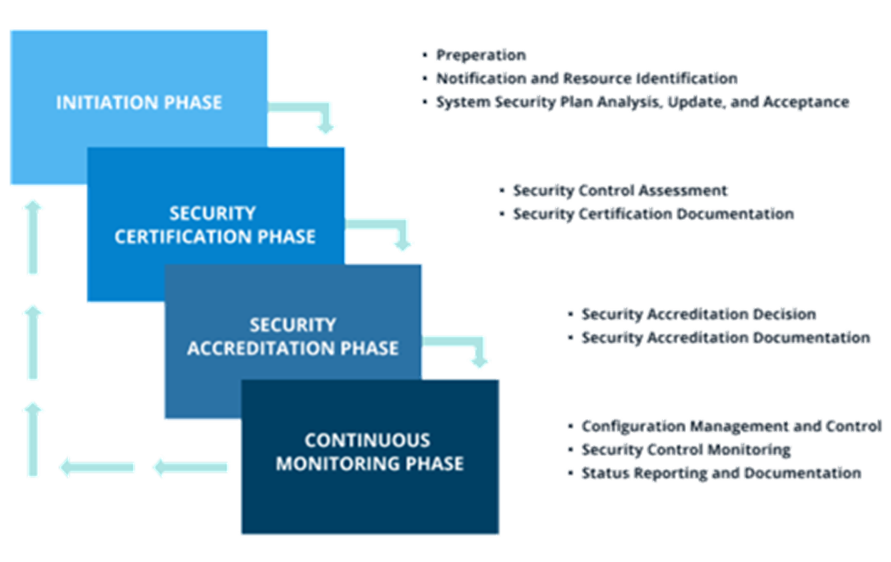 INITIATION PHASE
▪ Preperation
▪ Notification and Resource Identification
▪ System Security Plan Analysis, Update, and Acceptance
SECURITY
CERTIFICATION PHASE
▪ Security Control Assessment
▪ Security Certification Documentation
SECURITY
ACCREDITATION PHASE
▪ Security Accreditation Decision
▪ Security Accreditation Documentation
CONTINUOUS
MONITORING PHASE
▪ Configuration Management and Control
▪ Security Control Monitoring
▪ Status Reporting and Documentation